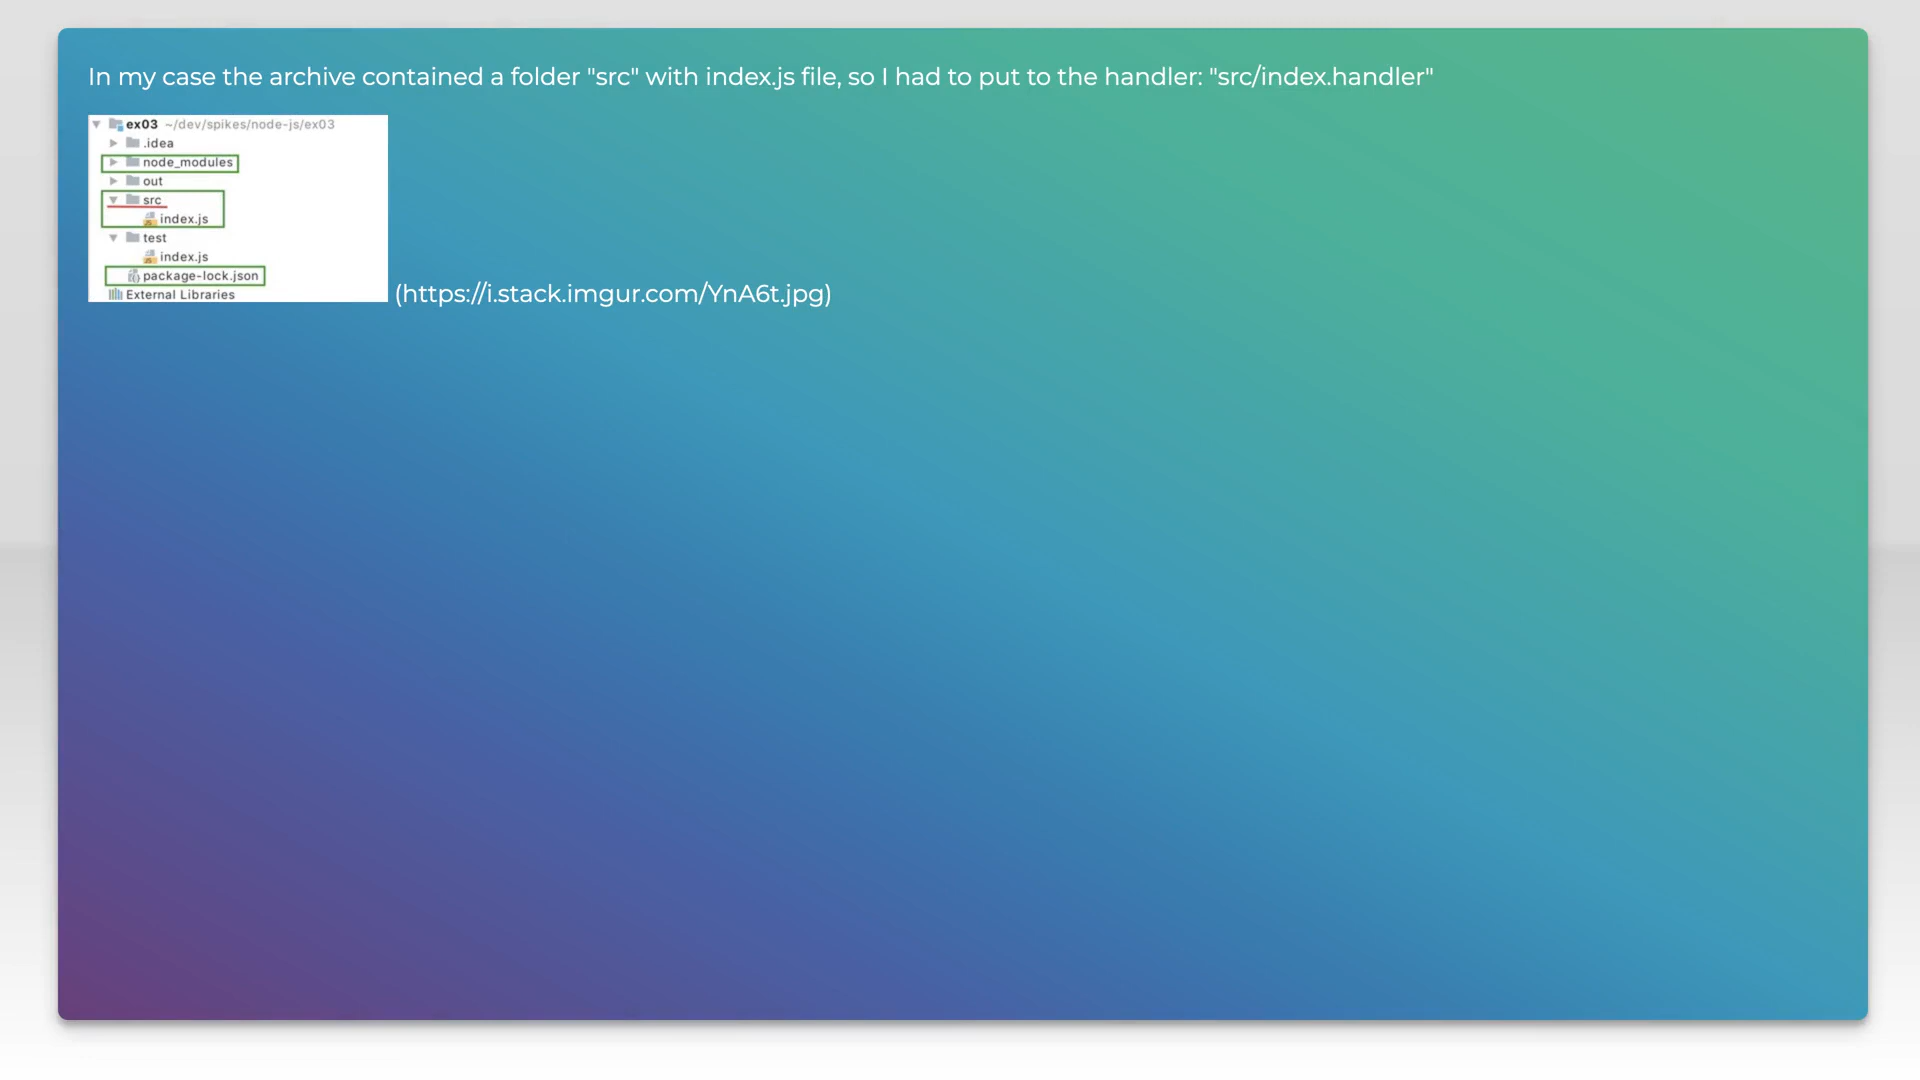 In my case the archive contained a folder "src" with index.js file, so I had to put to the handler: "src/index.handler"
ex03 ~/dev/spikes/node-js/ex03
.idea
node_modules
out
src
index.js
test
index.js
package-lock.json
External Libraries
(https://i.stack.imgur.com/YnA6t.jpg)